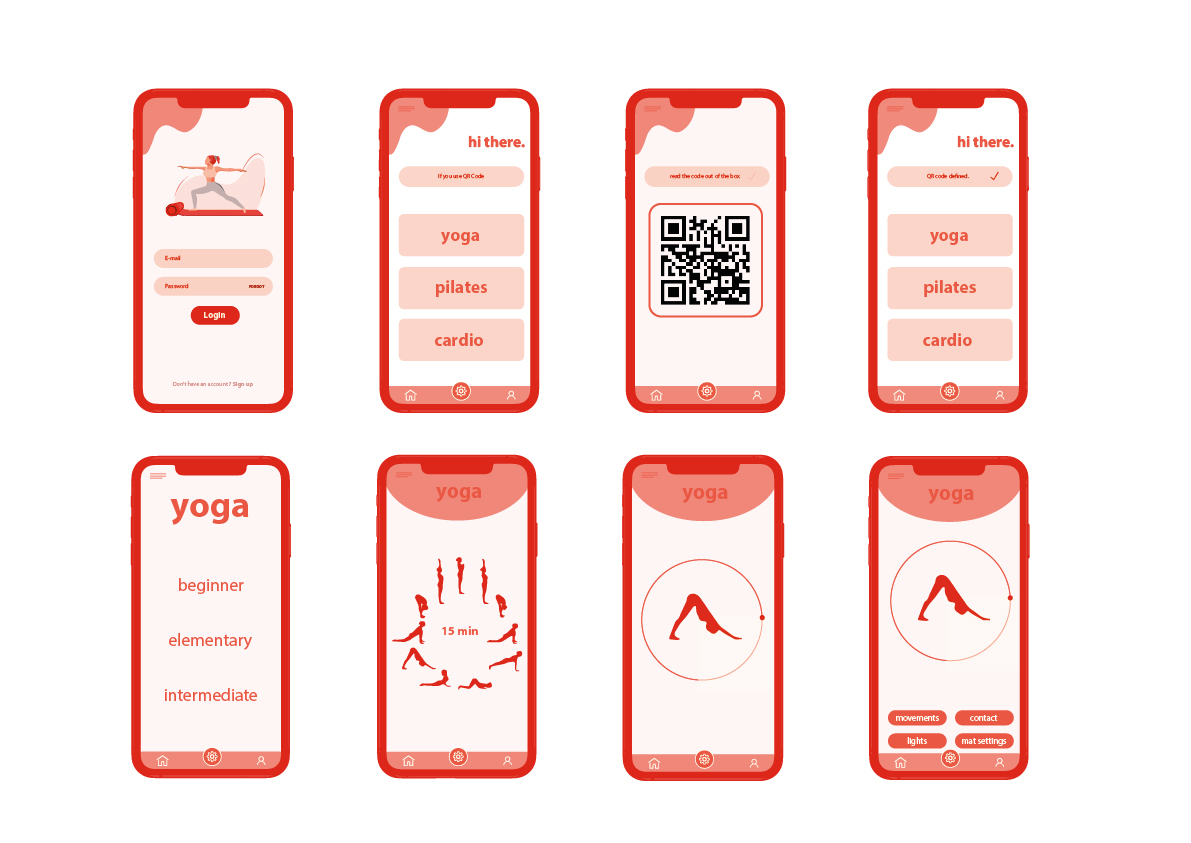 E-mail
Password FORGOT
Login
Don't have an account? Sign up
hi there.
If you use QR Code
yoga
pilates
cardio
read the code out of the box.
hi there.
QR code defined.
yoga
pilates
cardio
yoga
beginner
elementary
intermediate
yoga
15 min
yoga
yoga
movements contact
lights mat settings